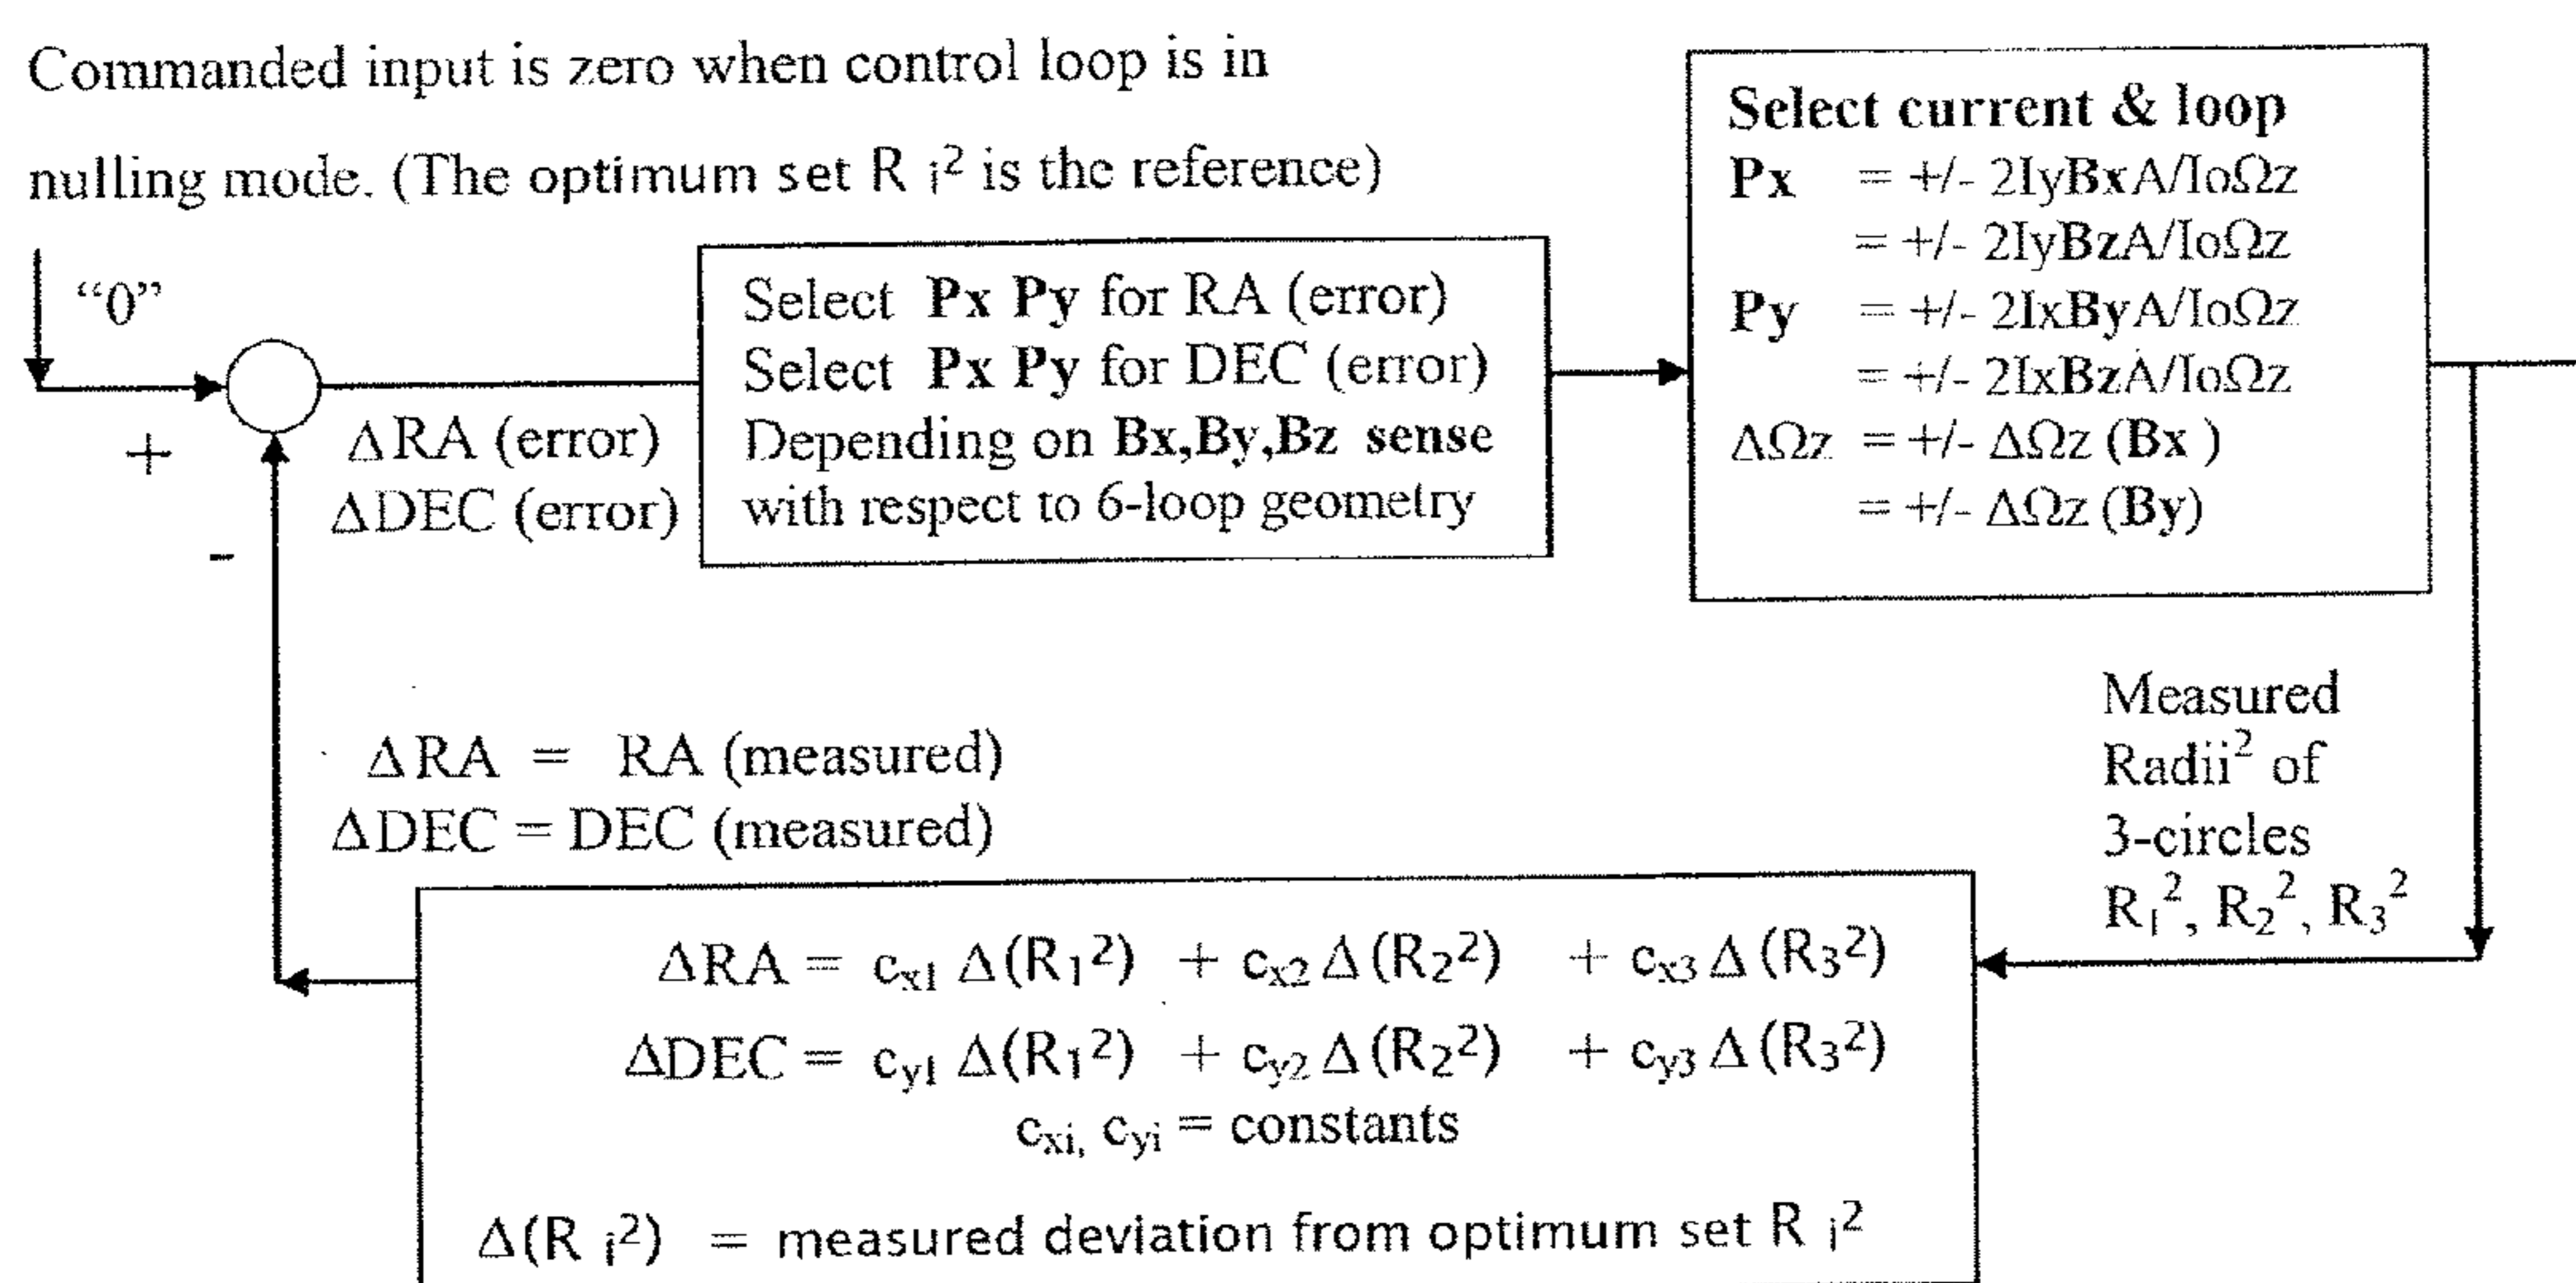 Commanded input is zero when control loop is in
nulling mode. (The optimum set R i² is the reference)
“0”
+
-
ΔRA (error)
ΔDEC (error)
Select Px Py for RA (error)
Select Px Py for DEC (error)
Depending on Bx,By,Bz sense
with respect to 6-loop geometry
Select current & loop
Px = +/- 2IyBxA/IoΩz
= +/- 2IyBzA/IoΩz
Py = +/- 2IxByA/IoΩz
= +/- 2IxBzA/IoΩz
ΔΩz = +/- ΔΩz (Bx )
= +/- ΔΩz (By)
Measured
Radii² of
3-circles
R₁², R₂², R₃²
ΔRA = RA (measured)
ΔDEC = DEC (measured)
ΔRA = cx1 Δ(R₁²) + cx2 Δ(R₂²) + cx3 Δ(R₃²)
ΔDEC = cy1 Δ(R₁²) + cy2 Δ(R₂²) + cy3 Δ(R₃²)
cxi, cyi = constants
Δ(R i²) = measured deviation from optimum set R i²